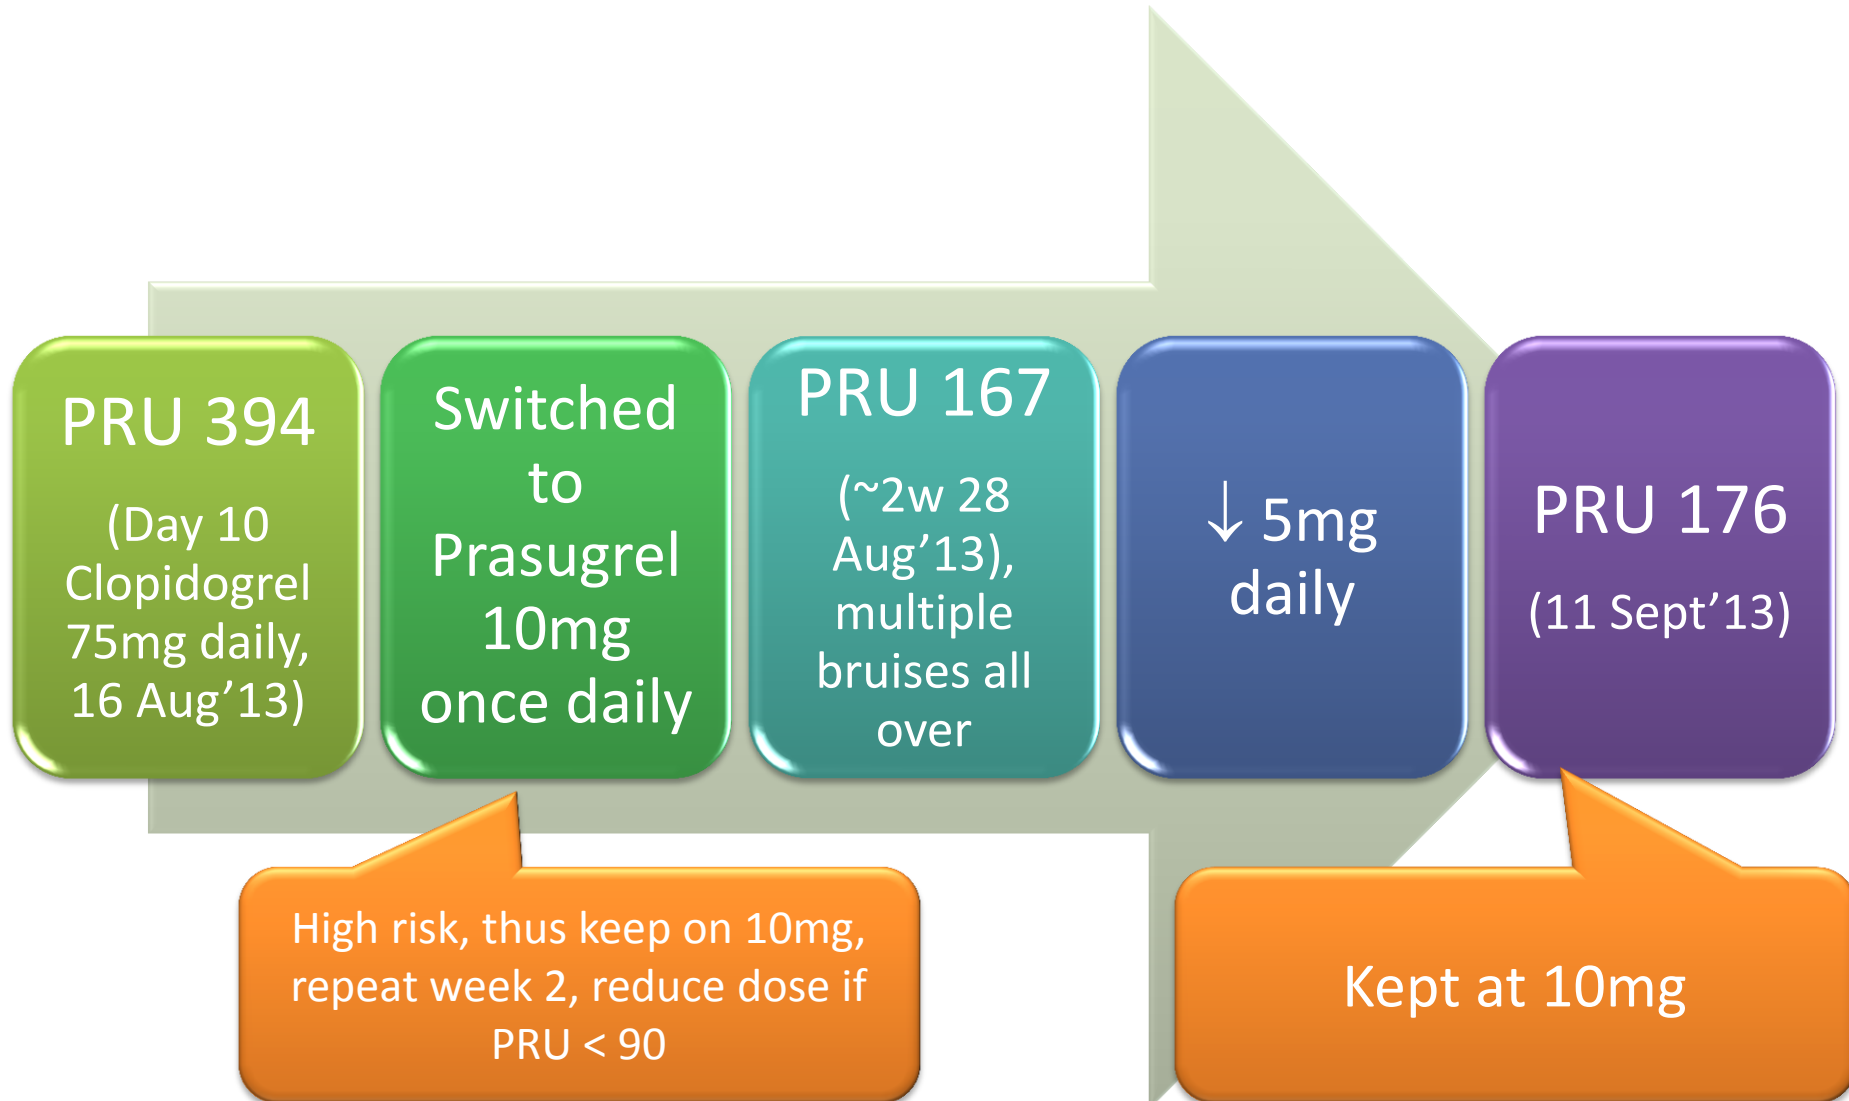 PRU 394
(Day 10
Clopidogrel
75mg daily,
16 Aug’13)
Switched
to
Prasugrel
10mg
once daily
PRU 167
(~2w 28
Aug’13),
multiple
bruises all
over
↓ 5mg
daily
PRU 176
(11 Sept’13)
High risk, thus keep on 10mg,
repeat week 2, reduce dose if
PRU < 90
Kept at 10mg